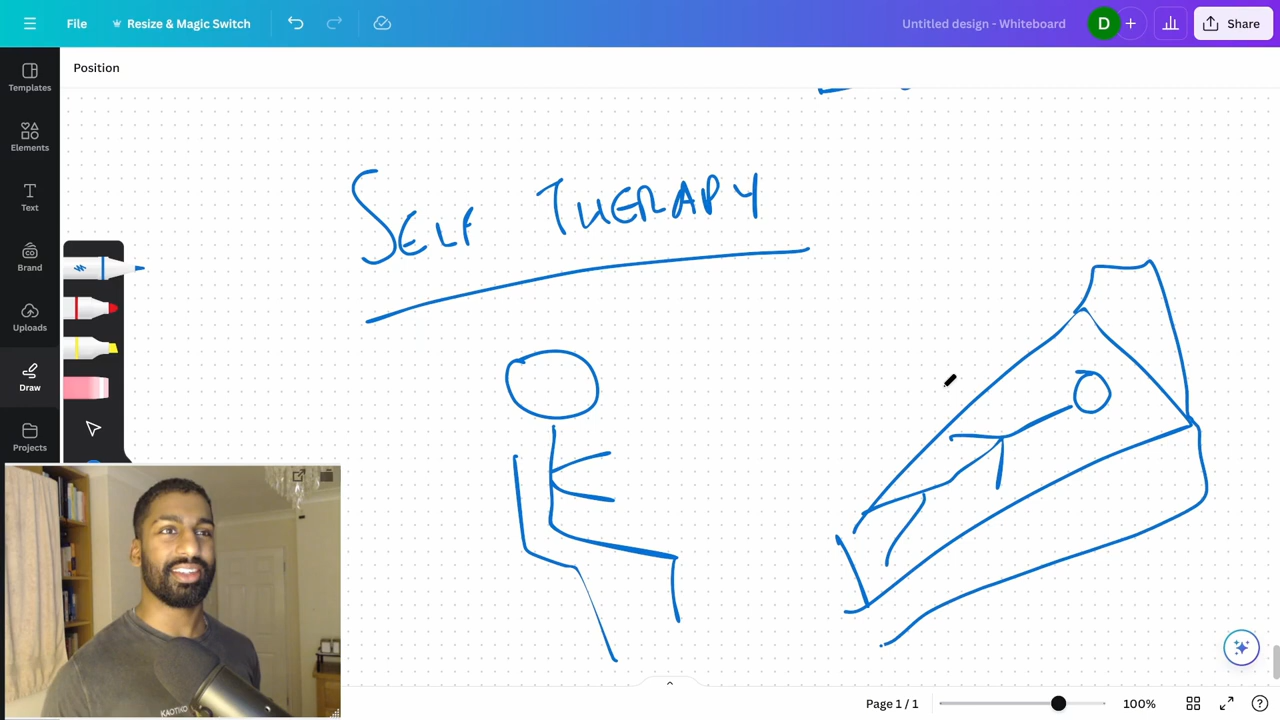 File
Resize & Magic Switch
Untitled design - Whiteboard
D
+
Share
Position
Templates
Elements
Text
Brand
Uploads
Draw
Projects
SELF THERAPY
KAOTIKO
Page 1 / 1
100%